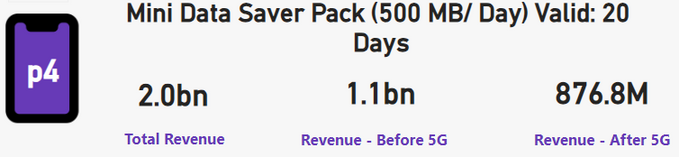 Mini Data Saver Pack (500 MB/ Day) Valid: 20
Days
p4
2.0bn
1.1bn
876.8M
Total Revenue
Revenue - Before 5G
Revenue - After 5G